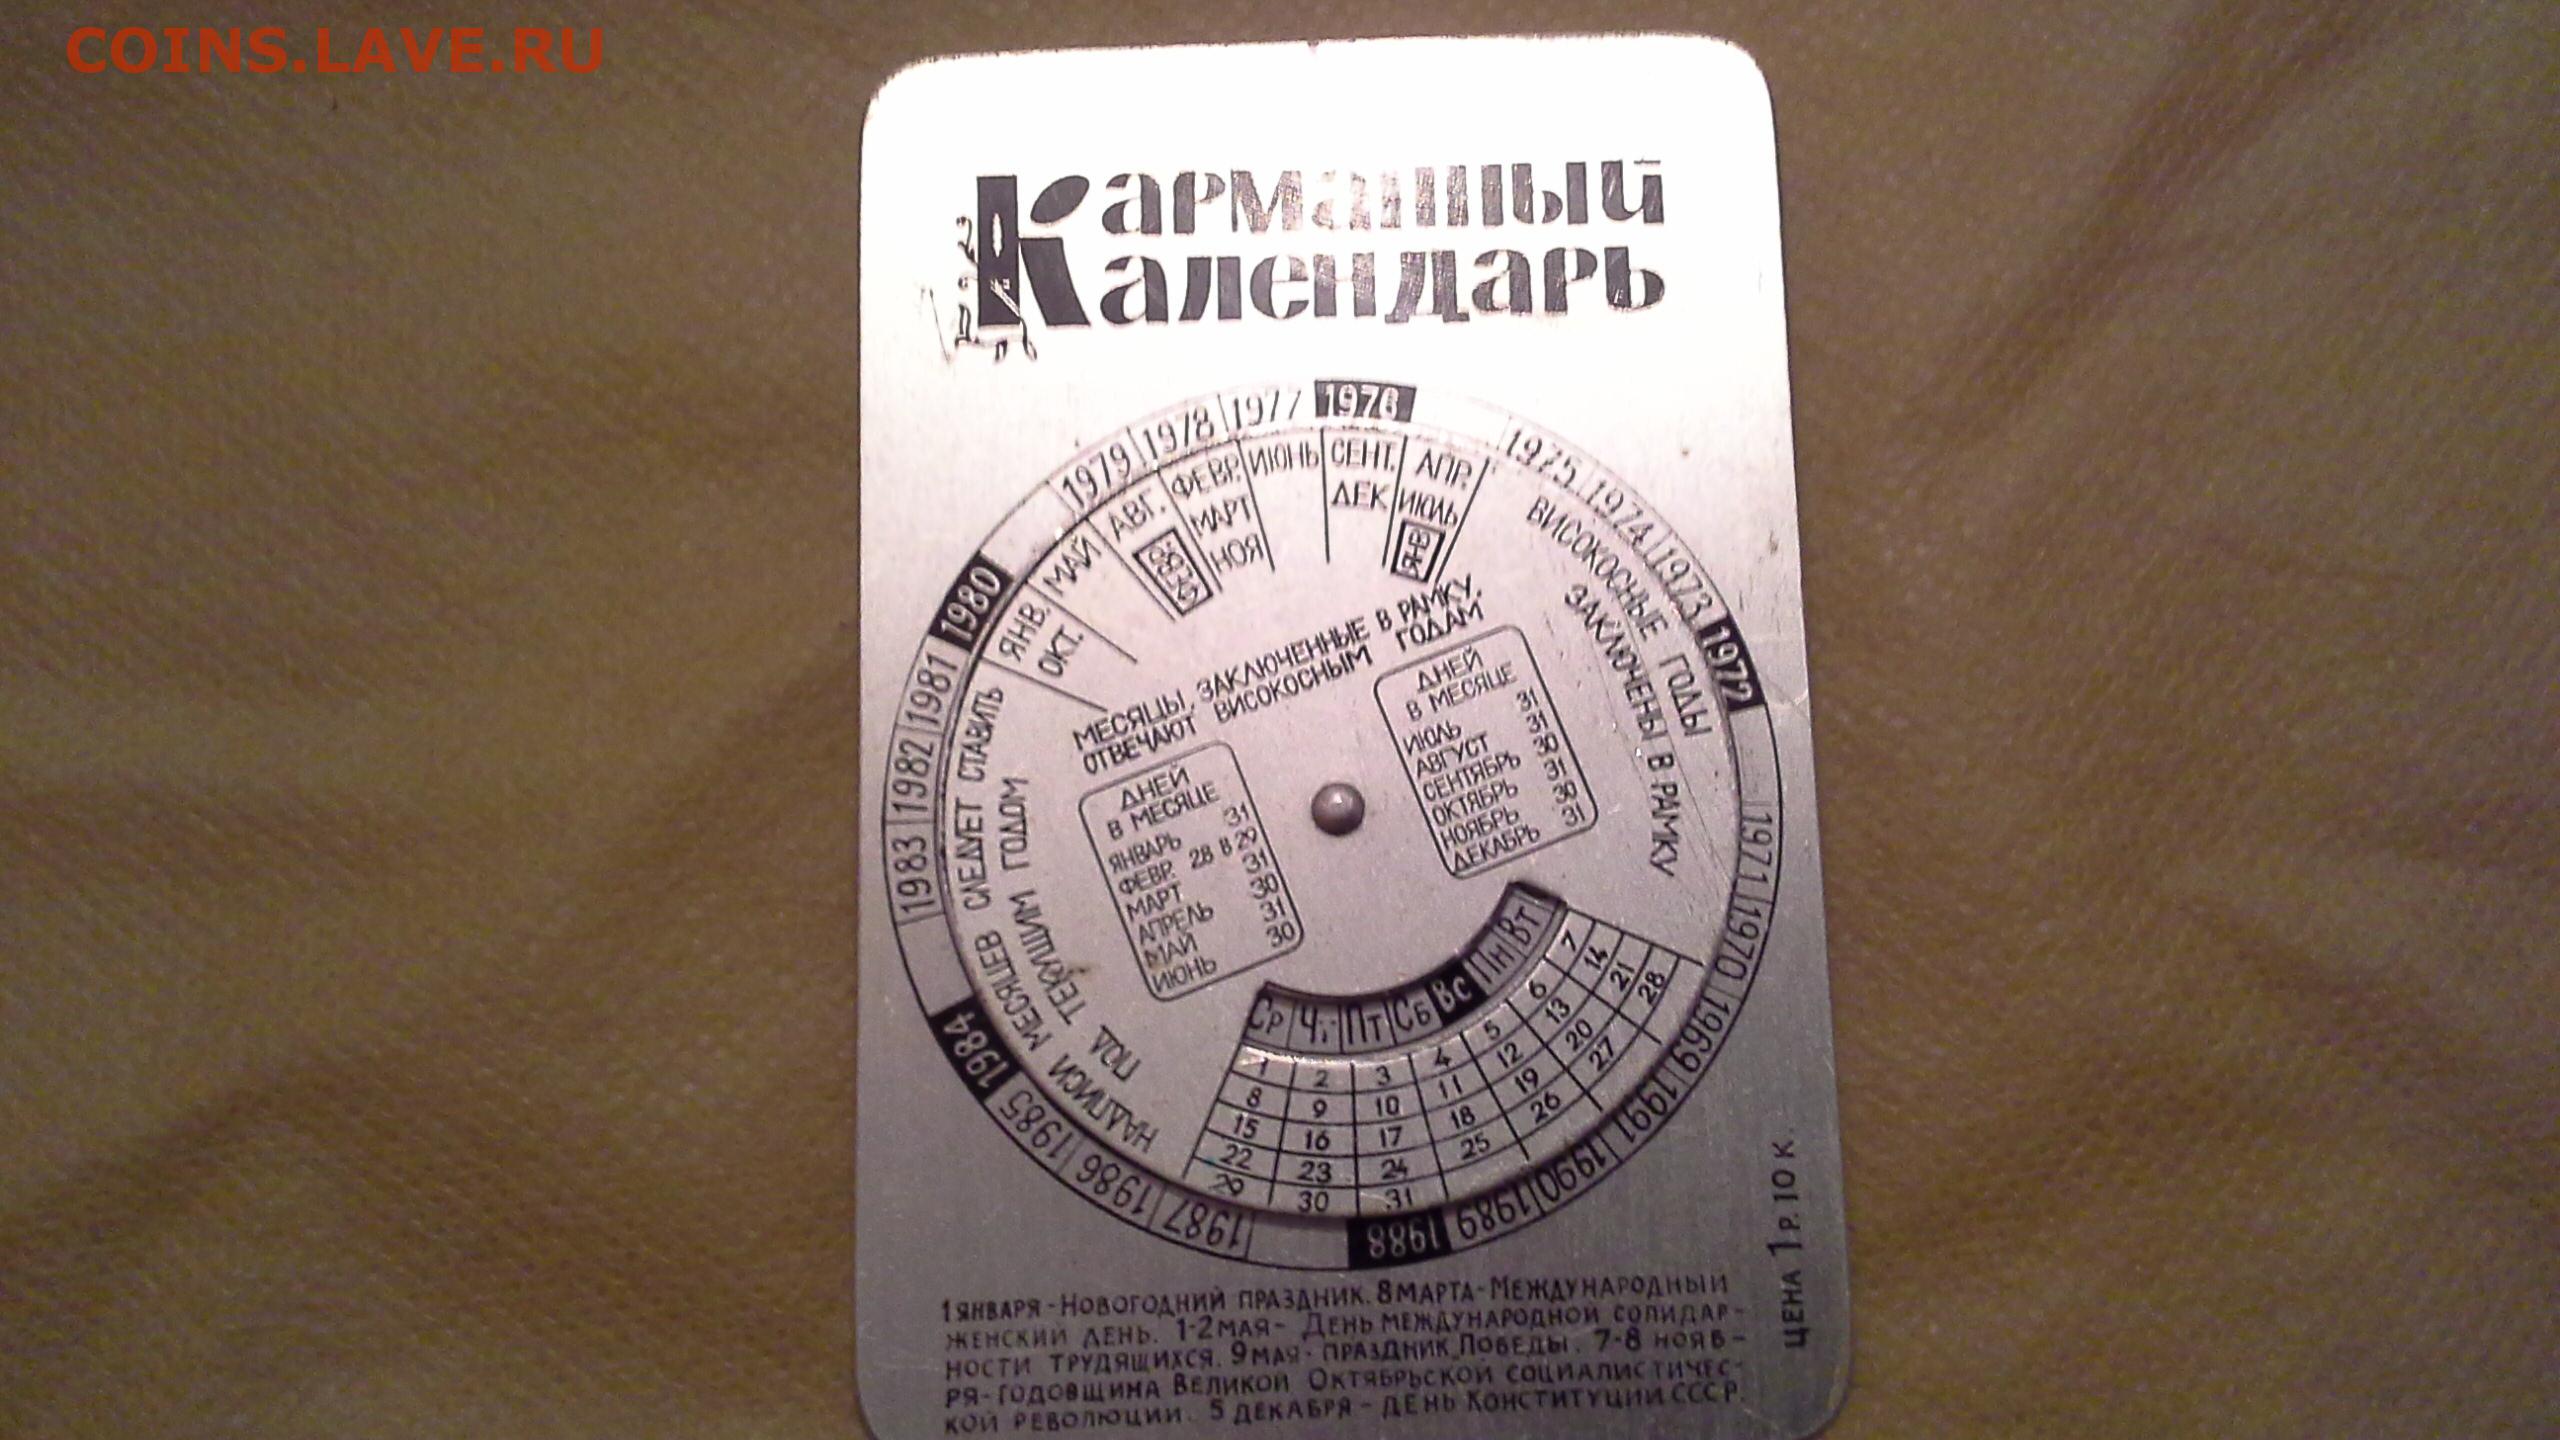 COINS.LAVE.RU
Карманный
Календарь
1983 1982 1981 1980 1979 1978 1977 1976 1975 1974 1973 1972 1971 1970 1969 1991 1990 1989 1988 1987 1986 1985 1984
ЯНВ. МАЙ АВГ. ФЕВР. ИЮНЬ СЕНТ. АПР.
ОКТ. ФЕВР. МАРТ ДЕК ИЮЛЬ
НОЯ ЯНВ
ВИСОКОСНЫЕ ГОДЫ
ЗАКЛЮЧЕНЫ В РАМКУ
МЕСЯЦЫ, ЗАКЛЮЧЕННЫЕ В РАМКУ,
ОТВЕЧАЮТ ВИСОКОСНЫМ ГОДАМ
НАДПИСИ МЕСЯЦЕВ СЛЕДУЕТ СТАВИТЬ
ПОД ТЕКУЩИМ ГОДОМ
ДНЕЙ
В МЕСЯЦЕ
ЯНВАРЬ 31
ФЕВР. 28 В 29
МАРТ 31
АПРЕЛЬ 30
МАЙ 31
ИЮНЬ 30
ДНЕЙ
В МЕСЯЦЕ
ИЮЛЬ 31
АВГУСТ 31
СЕНТЯБРЬ 30
ОКТЯБРЬ 31
НОЯБРЬ 30
ДЕКАБРЬ 31
Ср Чт Пт Сб Вс Пн Вт
1 2 3 4 5 6 7
8 9 10 11 12 13 14
15 16 17 18 19 20 21
22 23 24 25 26 27 28
29 30 31
1 ЯНВАРЯ - НОВОГОДНИЙ ПРАЗДНИК. 8 МАРТА - МЕЖДУНАРОДНЫЙ
ЖЕНСКИЙ ДЕНЬ. 1-2 МАЯ - ДЕНЬ МЕЖДУНАРОДНОЙ СОЛИДАР-
НОСТИ ТРУДЯЩИХСЯ. 9 МАЯ - ПРАЗДНИК ПОБЕДЫ. 7-8 НОЯБ-
РЯ - ГОДОВЩИНА ВЕЛИКОЙ ОКТЯБРЬСКОЙ СОЦИАЛИСТИЧЕС-
КОЙ РЕВОЛЮЦИИ. 5 ДЕКАБРЯ - ДЕНЬ КОНСТИТУЦИИ СССР.
ЦЕНА 1 Р. 10 К.